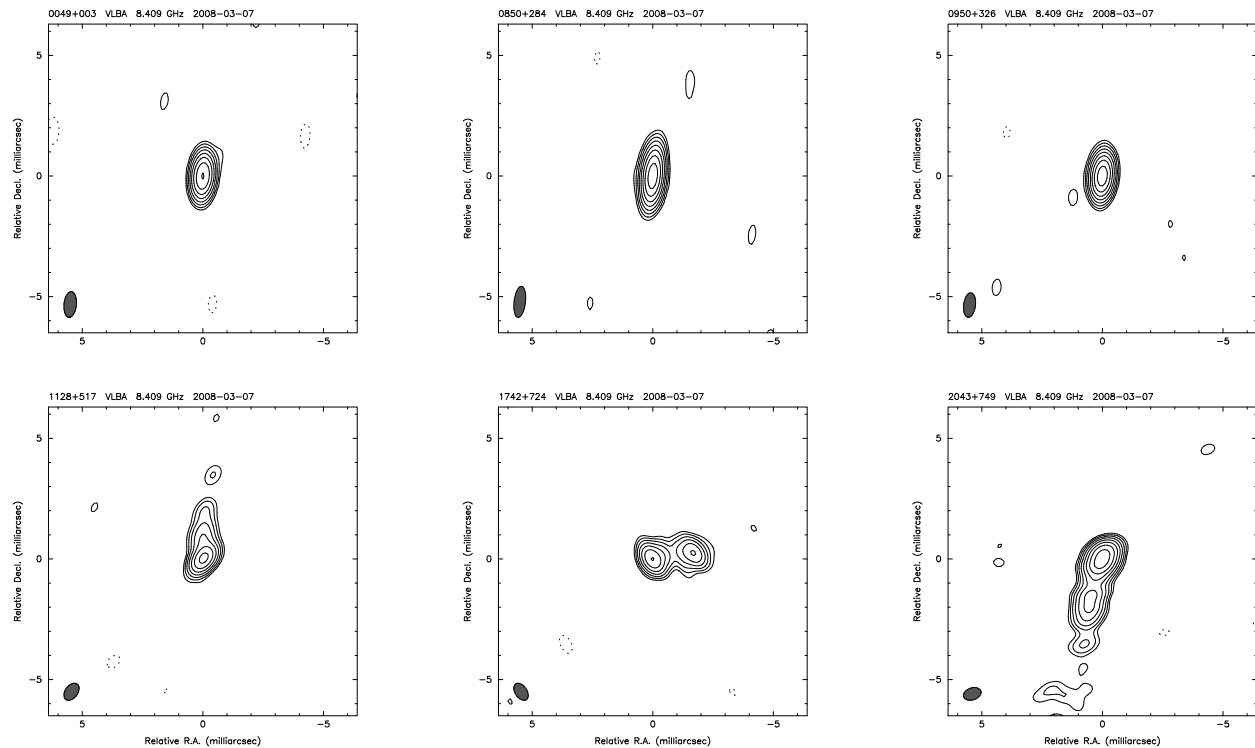 0049+003 VLBA 8.409 GHz 2008-03-07
Relative Decl. (milliarcsec)
5
0
−5
5 0 −5
0850+284 VLBA 8.409 GHz 2008-03-07
Relative Decl. (milliarcsec)
5
0
−5
5 0 −5
0950+326 VLBA 8.409 GHz 2008-03-07
Relative Decl. (milliarcsec)
5
0
−5
5 0 −5
1128+517 VLBA 8.409 GHz 2008-03-07
Relative Decl. (milliarcsec)
5
0
−5
5 0 −5
Relative R.A. (milliarcsec)
1742+724 VLBA 8.409 GHz 2008-03-07
Relative Decl. (milliarcsec)
5
0
−5
5 0 −5
Relative R.A. (milliarcsec)
2043+749 VLBA 8.409 GHz 2008-03-07
Relative Decl. (milliarcsec)
5
0
−5
5 0 −5
Relative R.A. (milliarcsec)